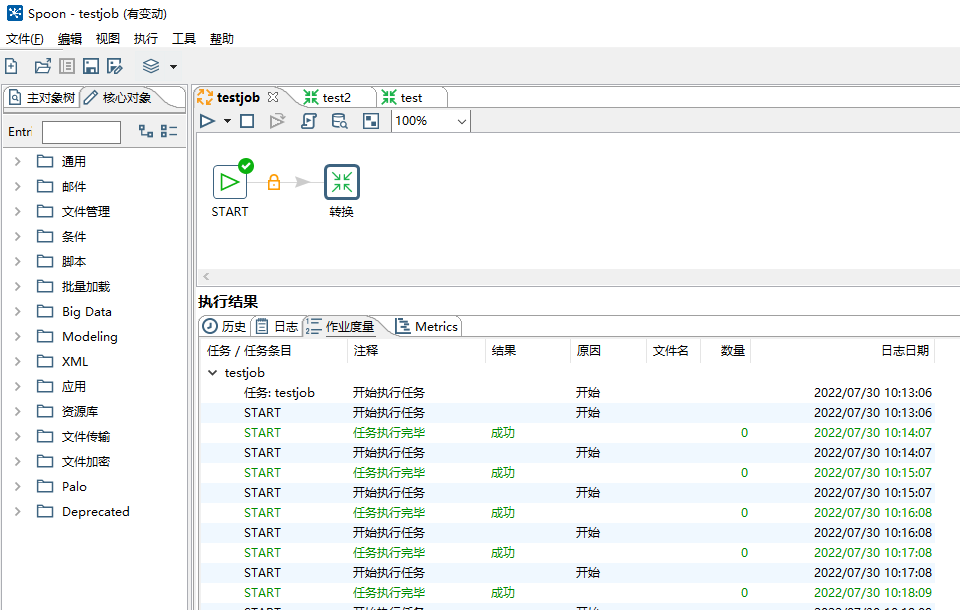 Spoon - testjob (有变动)
文件(F) 编辑 视图 执行 工具 帮助
主对象树 核心对象
Entri
通用
邮件
文件管理
条件
脚本
批量加载
Big Data
Modeling
XML
应用
资源库
文件传输
文件加密
Palo
Deprecated
testjob test2 test
100%
START 转换
执行结果
历史 日志 作业度量 Metrics
任务 / 任务条目 注释 结果 原因 文件名 数量 日志日期
testjob
任务: testjob 开始执行任务 开始 2022/07/30 10:13:06
START 开始执行任务 开始 2022/07/30 10:13:06
START 任务执行完毕 成功 0 2022/07/30 10:14:07
START 开始执行任务 开始 2022/07/30 10:14:07
START 任务执行完毕 成功 0 2022/07/30 10:15:07
START 开始执行任务 开始 2022/07/30 10:15:07
START 任务执行完毕 成功 0 2022/07/30 10:16:08
START 开始执行任务 开始 2022/07/30 10:16:08
START 任务执行完毕 成功 0 2022/07/30 10:17:08
START 开始执行任务 开始 2022/07/30 10:17:08
START 任务执行完毕 成功 0 2022/07/30 10:18:09